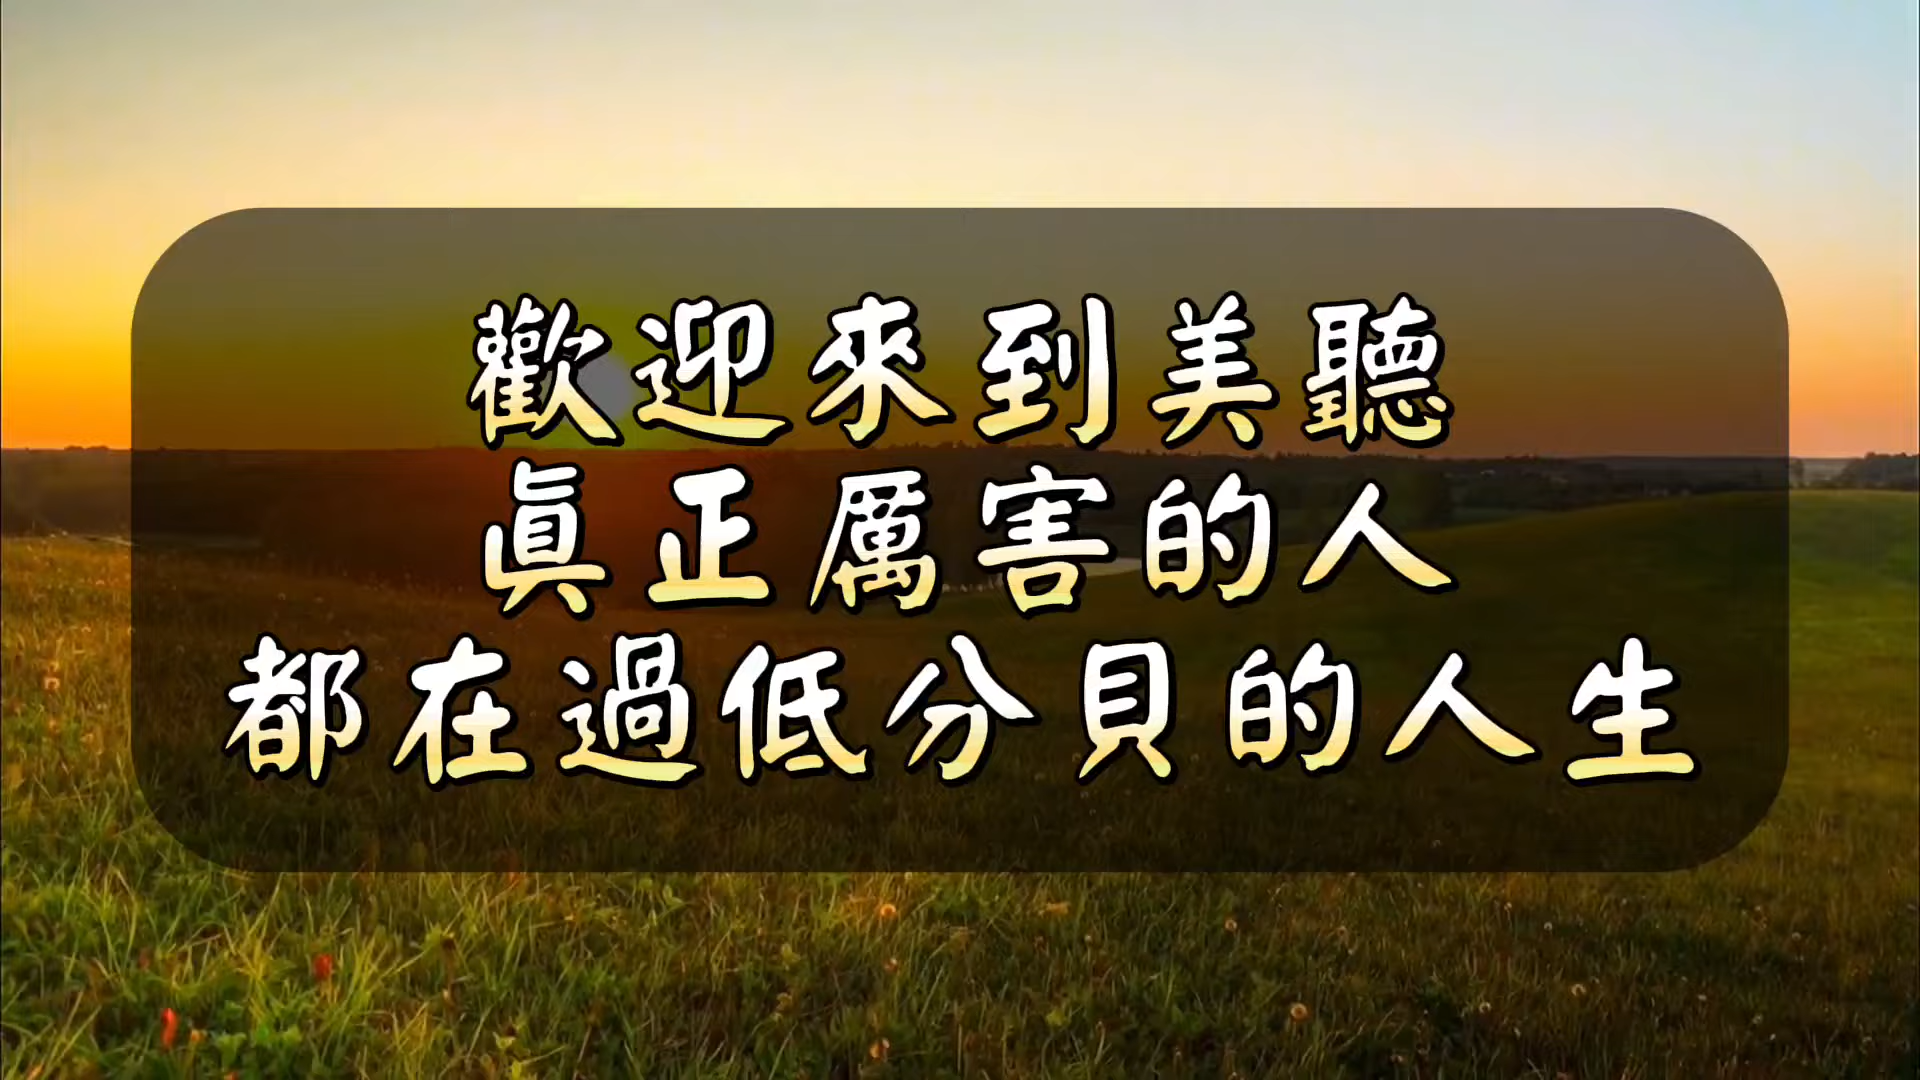 歡迎來到美聽
真正厲害的人
都在過低分貝的人生